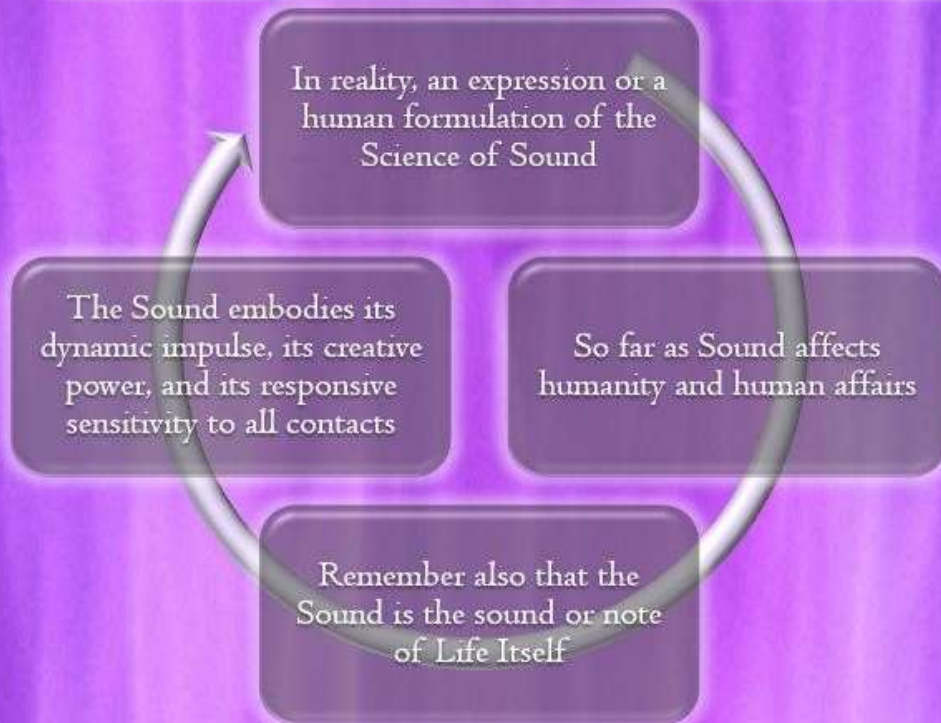 In reality, an expression or a
human formulation of the
Science of Sound
So far as Sound affects
humanity and human affairs
Remember also that the
Sound is the sound or note
of Life Itself
The Sound embodies its
dynamic impulse, its creative
power, and its responsive
sensitivity to all contacts